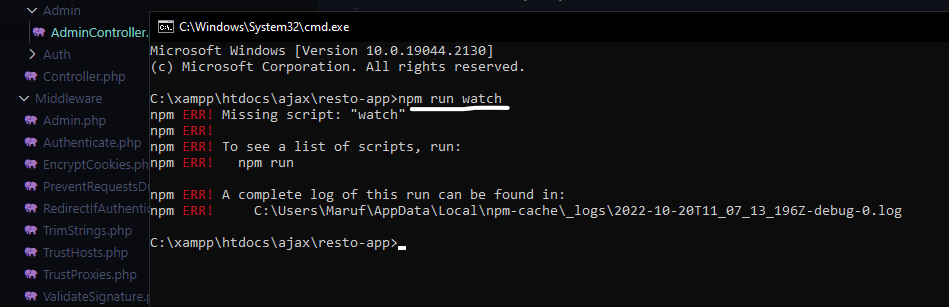 Admin
AdminController.
Auth
Controller.php
Middleware
Admin.php
Authenticate.php
EncryptCookies.ph
PreventRequestsD
RedirectIfAuthentic
TrimStrings.php
TrustHosts.php
TrustProxies.php
ValidateSignature.p
C:\Windows\System32\cmd.exe
Microsoft Windows [Version 10.0.19044.2130]
(c) Microsoft Corporation. All rights reserved.
C:\xampp\htdocs\ajax\resto-app>npm run watch
npm ERR! Missing script: "watch"
npm ERR!
npm ERR! To see a list of scripts, run:
npm ERR!   npm run
npm ERR! A complete log of this run can be found in:
npm ERR!     C:\Users\Maruf\AppData\Local\npm-cache\_logs\2022-10-20T11_07_13_196Z-debug-0.log
C:\xampp\htdocs\ajax\resto-app>